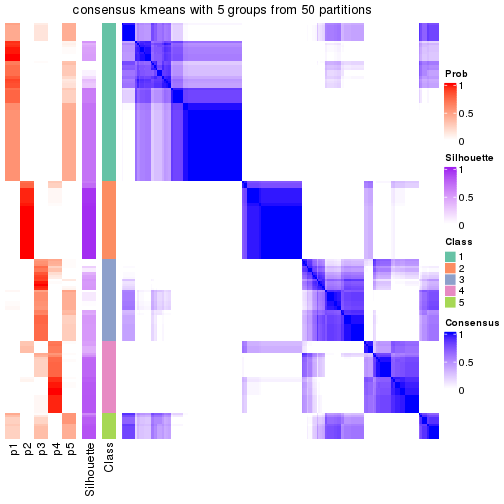 consensus kmeans with 5 groups from 50 partitions
Prob
1
0.5
0
Silhouette
1
0.5
0
Class
1
2
3
4
5
Consensus
1
0.5
0
p1
p2
p3
p4
p5
Silhouette
Class